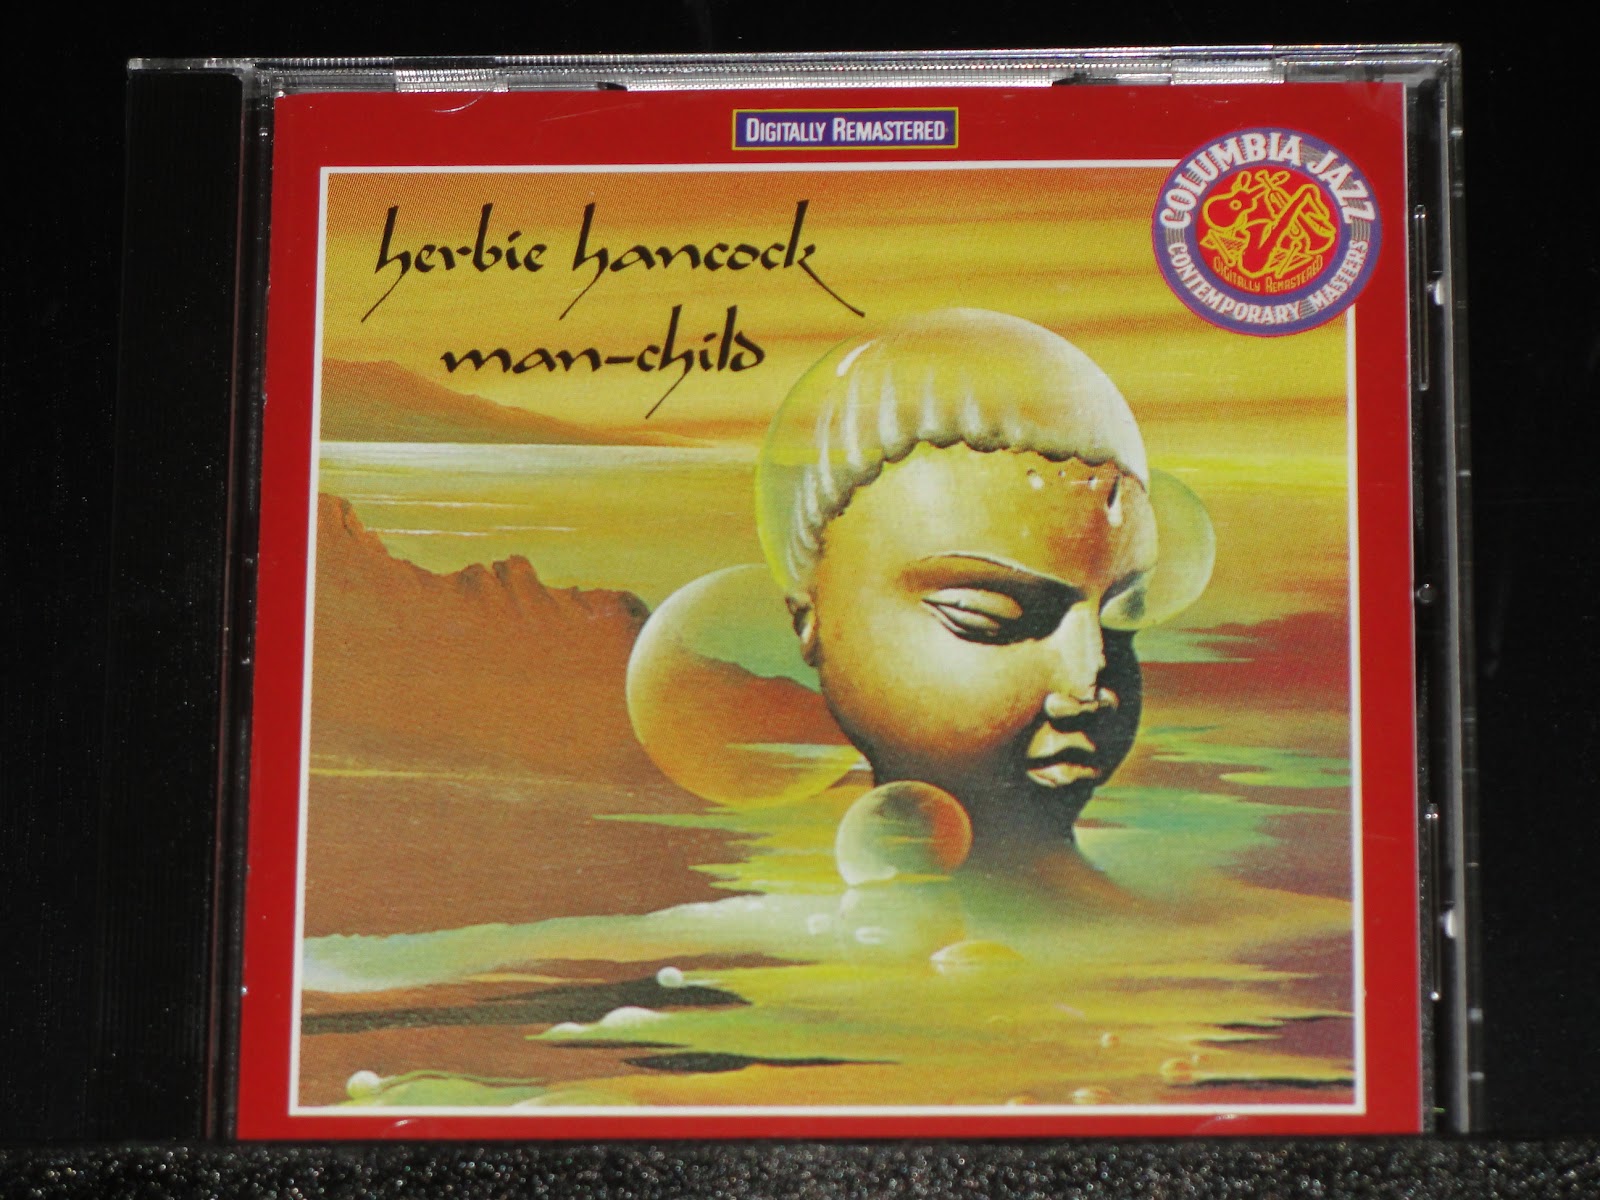 DIGITALLY REMASTERED
herbie hancock
man-child
COLUMBIA JAZZ
DIGITALLY REMASTERED
CONTEMPORARY MASTERS